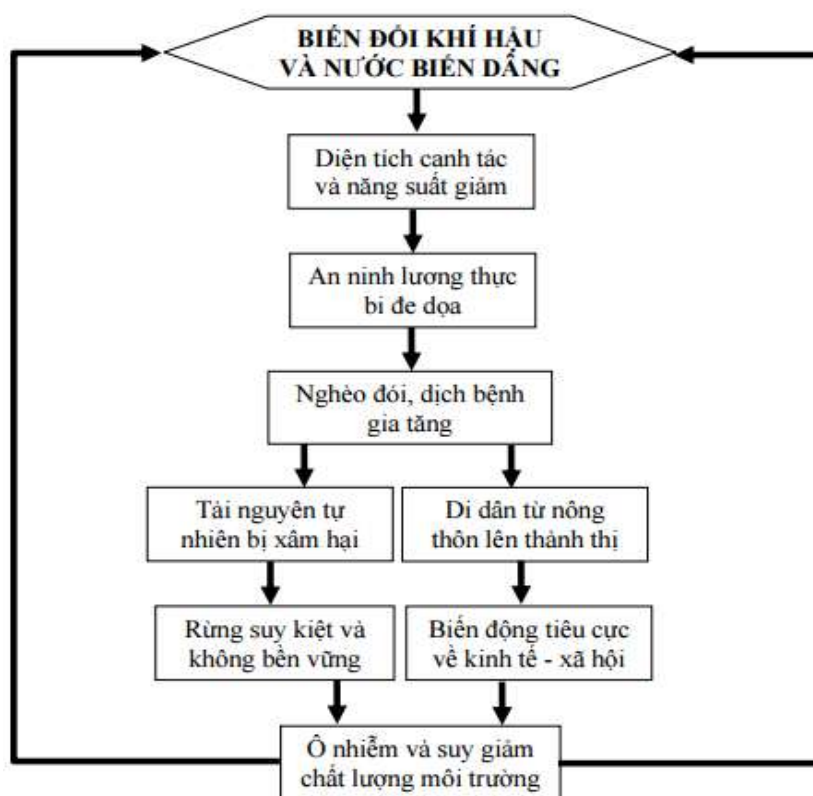 BIẾN ĐỔI KHÍ HẬU
VÀ NƯỚC BIỂN DÂNG
Diện tích canh tác
và năng suất giảm
An ninh lương thực
bi đe dọa
Nghèo đói, dịch bệnh
gia tăng
Tài nguyên tự
nhiên bị xâm hại
Di dân từ nông
thôn lên thành thị
Rừng suy kiệt và
không bền vững
Biến động tiêu cực
về kinh tế - xã hội
Ô nhiễm và suy giảm
chất lượng môi trường